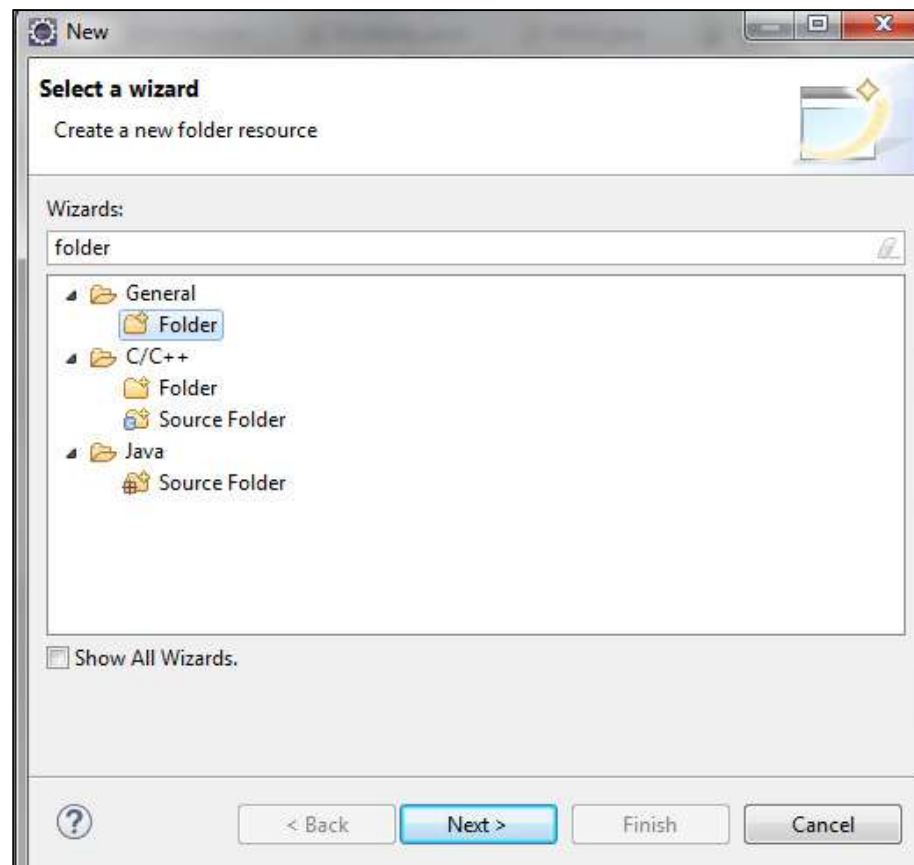 New
Select a wizard
Create a new folder resource
Wizards:
folder
General
Folder
C/C++
Folder
Source Folder
Java
Source Folder
Show All Wizards.
? < Back Next > Finish Cancel